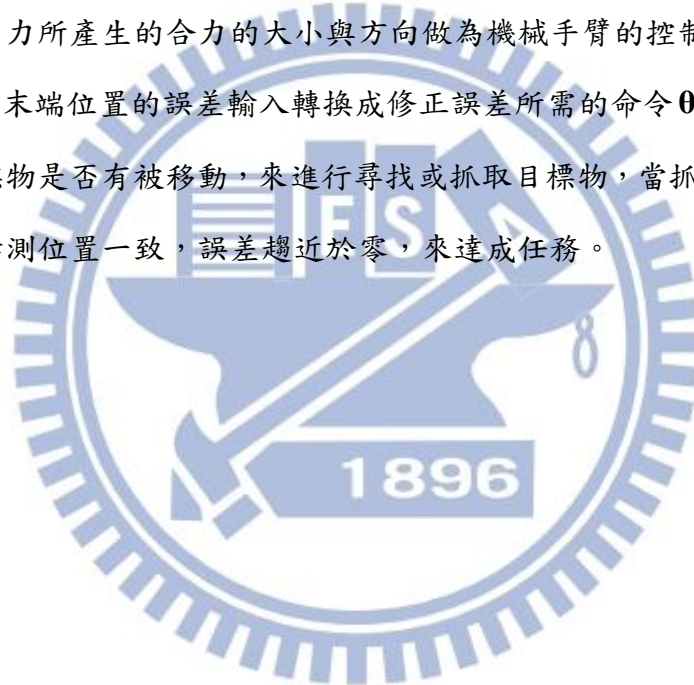 力所產生的合力的大小與方向做為機械手臂的控制
末端位置的誤差輸入轉換成修正誤差所需的命令θ
物是否有被移動,來進行尋找或抓取目標物,當抓
測位置一致,誤差趨近於零,來達成任務。
ES
A
8
1896